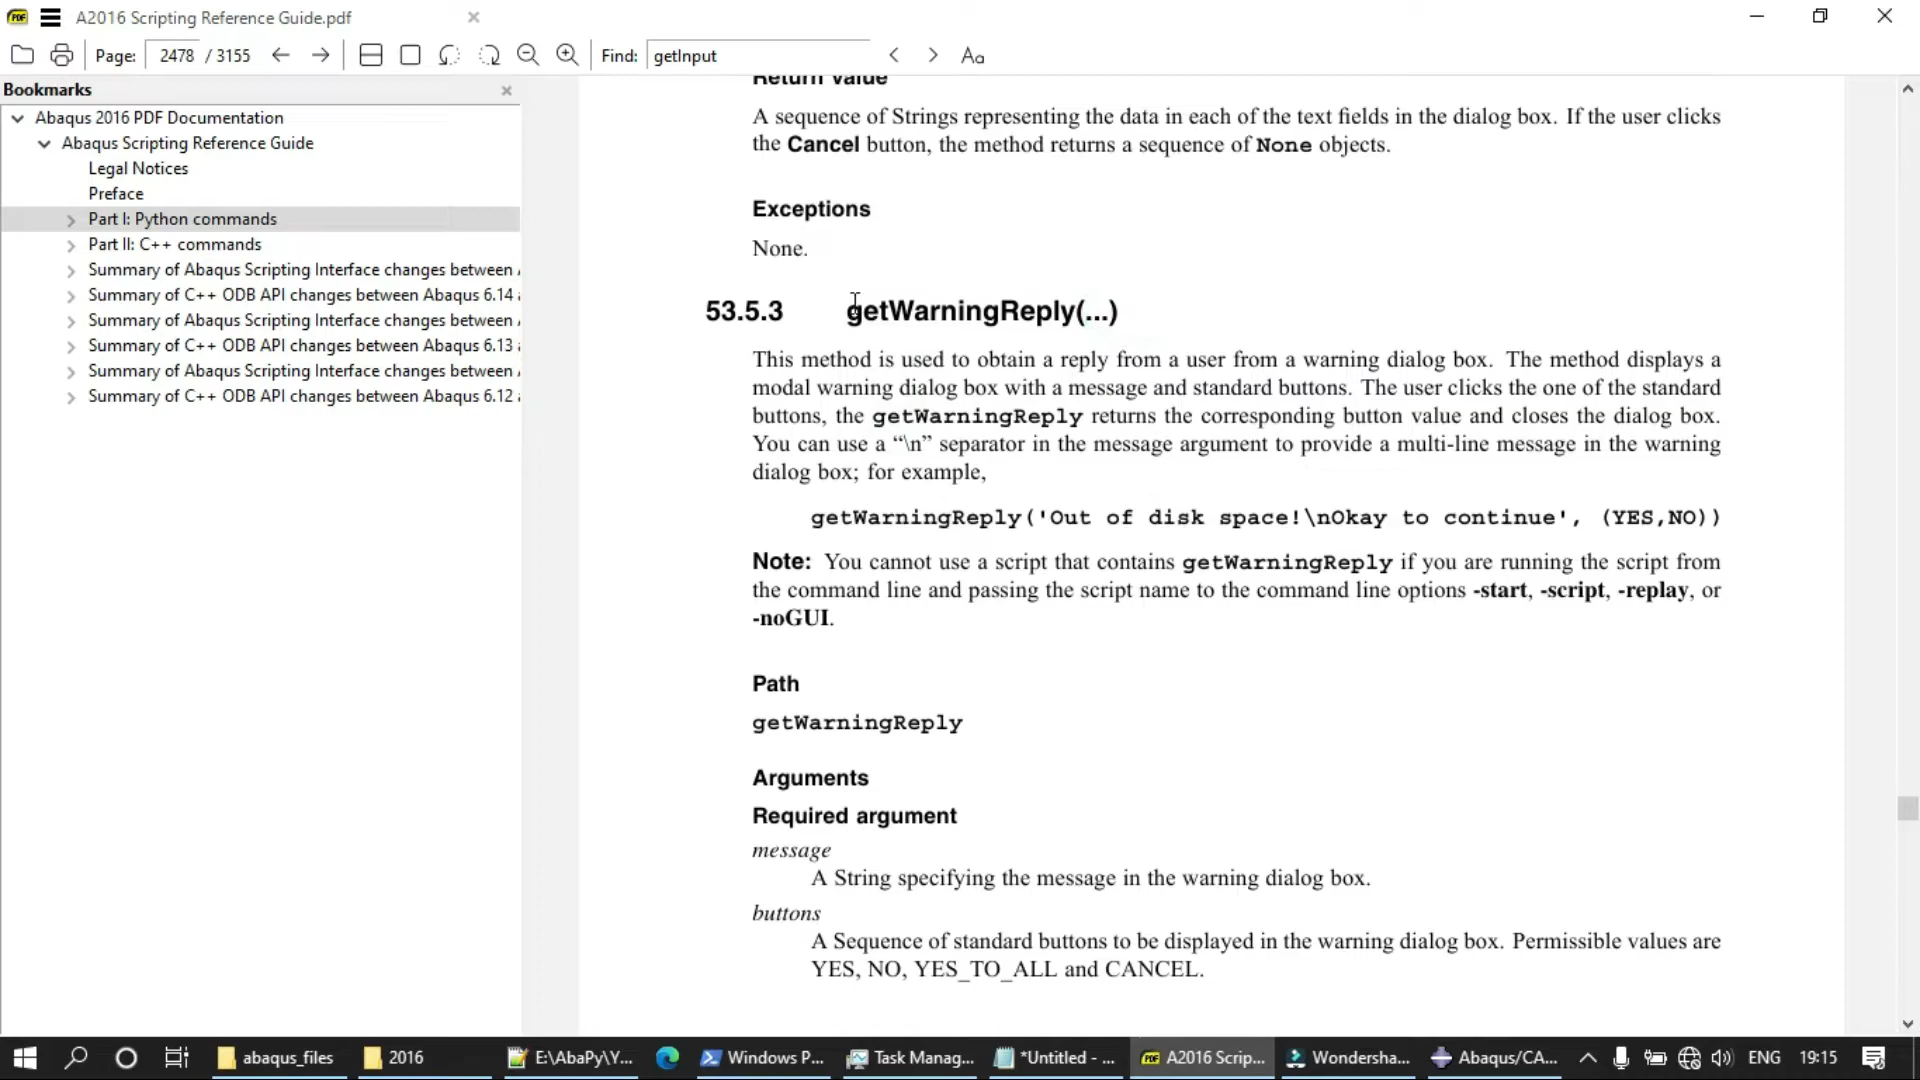 A2016 Scripting Reference Guide.pdf
Page: 2478 / 3155 Find: getInput Aa
Bookmarks
Abaqus 2016 PDF Documentation
Abaqus Scripting Reference Guide
Legal Notices
Preface
Part I: Python commands
Part II: C++ commands
Summary of Abaqus Scripting Interface changes between
Summary of C++ ODB API changes between Abaqus 6.14
Summary of Abaqus Scripting Interface changes between
Summary of C++ ODB API changes between Abaqus 6.13
Summary of Abaqus Scripting Interface changes between
Summary of C++ ODB API changes between Abaqus 6.12
Return value
A sequence of Strings representing the data in each of the text fields in the dialog box. If the user clicks
the Cancel button, the method returns a sequence of None objects.
Exceptions
None.
53.5.3 getWarningReply(...)
This method is used to obtain a reply from a user from a warning dialog box. The method displays a
modal warning dialog box with a message and standard buttons. The user clicks the one of the standard
buttons, the getWarningReply returns the corresponding button value and closes the dialog box.
You can use a “\n” separator in the message argument to provide a multi-line message in the warning
dialog box; for example,
getWarningReply('Out of disk space!\nOkay to continue', (YES,NO))
Note: You cannot use a script that contains getWarningReply if you are running the script from
the command line and passing the script name to the command line options -start, -script, -replay, or
-noGUI.
Path
getWarningReply
Arguments
Required argument
message
A String specifying the message in the warning dialog box.
buttons
A Sequence of standard buttons to be displayed in the warning dialog box. Permissible values are
YES, NO, YES_TO_ALL and CANCEL.
abaqus_files 2016 E:\AbaPy\Y... Windows P... Task Manag... *Untitled - ... A2016 Scrip... Wondersha... Abaqus/CA... ENG 19:15